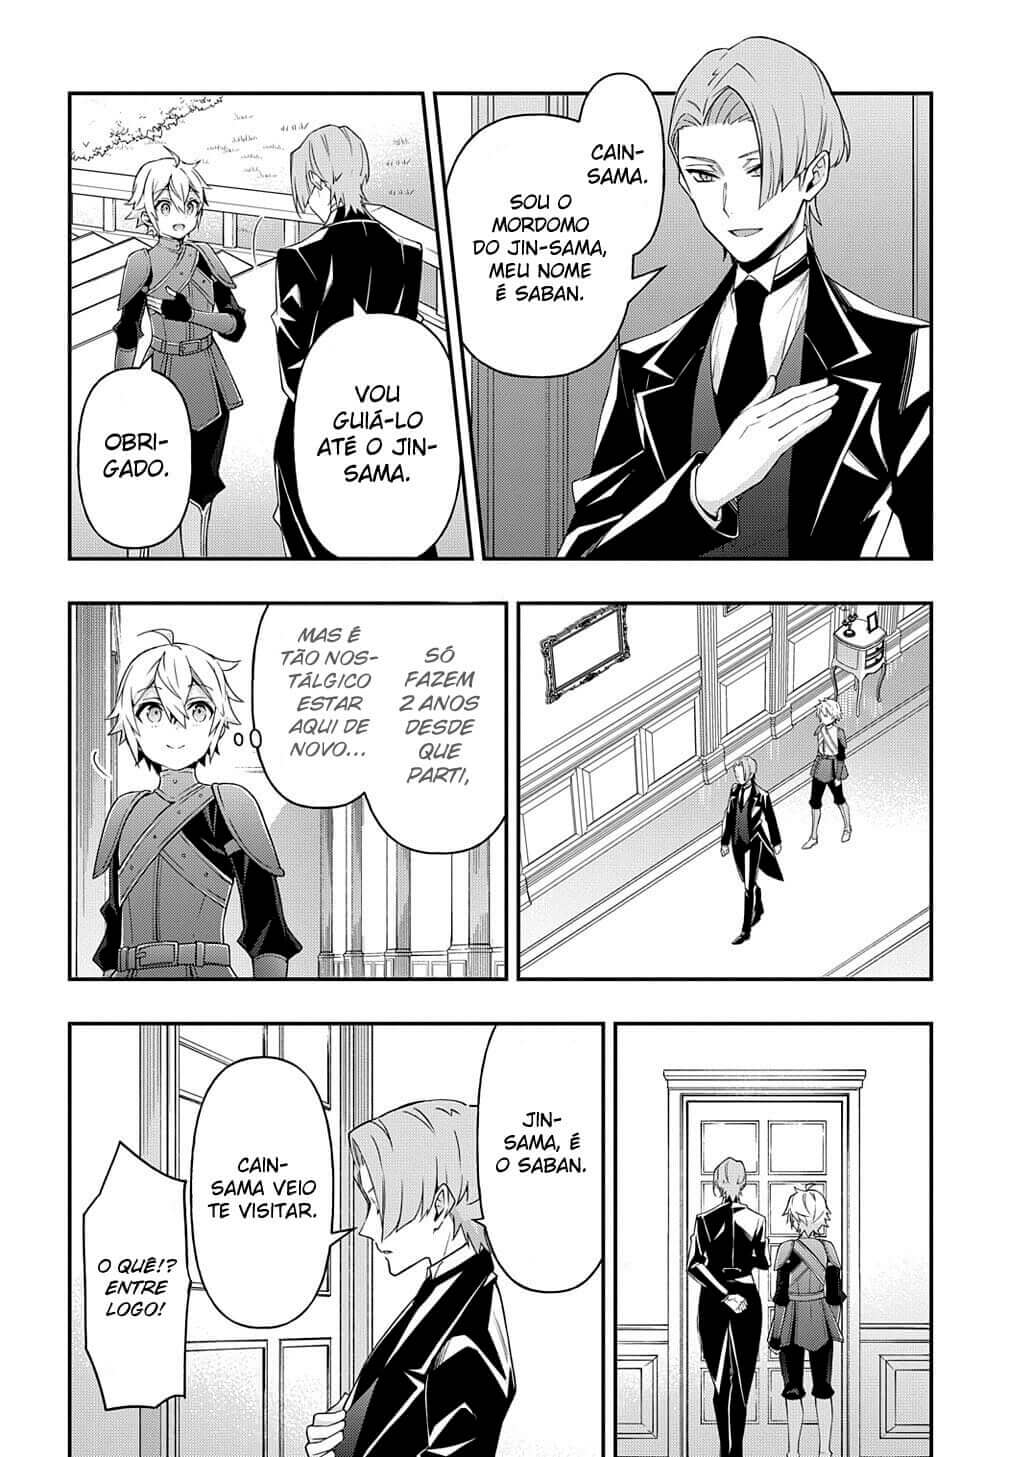 CAIN-
SAMA.
SOU O
MORDOMO
DO JIN-SAMA,
MEU NOME
É SABAN.
VOU
GUIÁ-LO
ATÉ O JIN-
SAMA.
OBRI-
GADO.
SÓ
FAZEM
2 ANOS
DESDE
QUE
PARTI,
MAS É
TÃO NOS-
TÁLGICO
ESTAR
AQUI DE
NOVO...
JIN-
SAMA, É
O SABAN.
CAIN-
SAMA VEIO
TE VISITAR.
O QUÊ!?
ENTRE
LOGO!